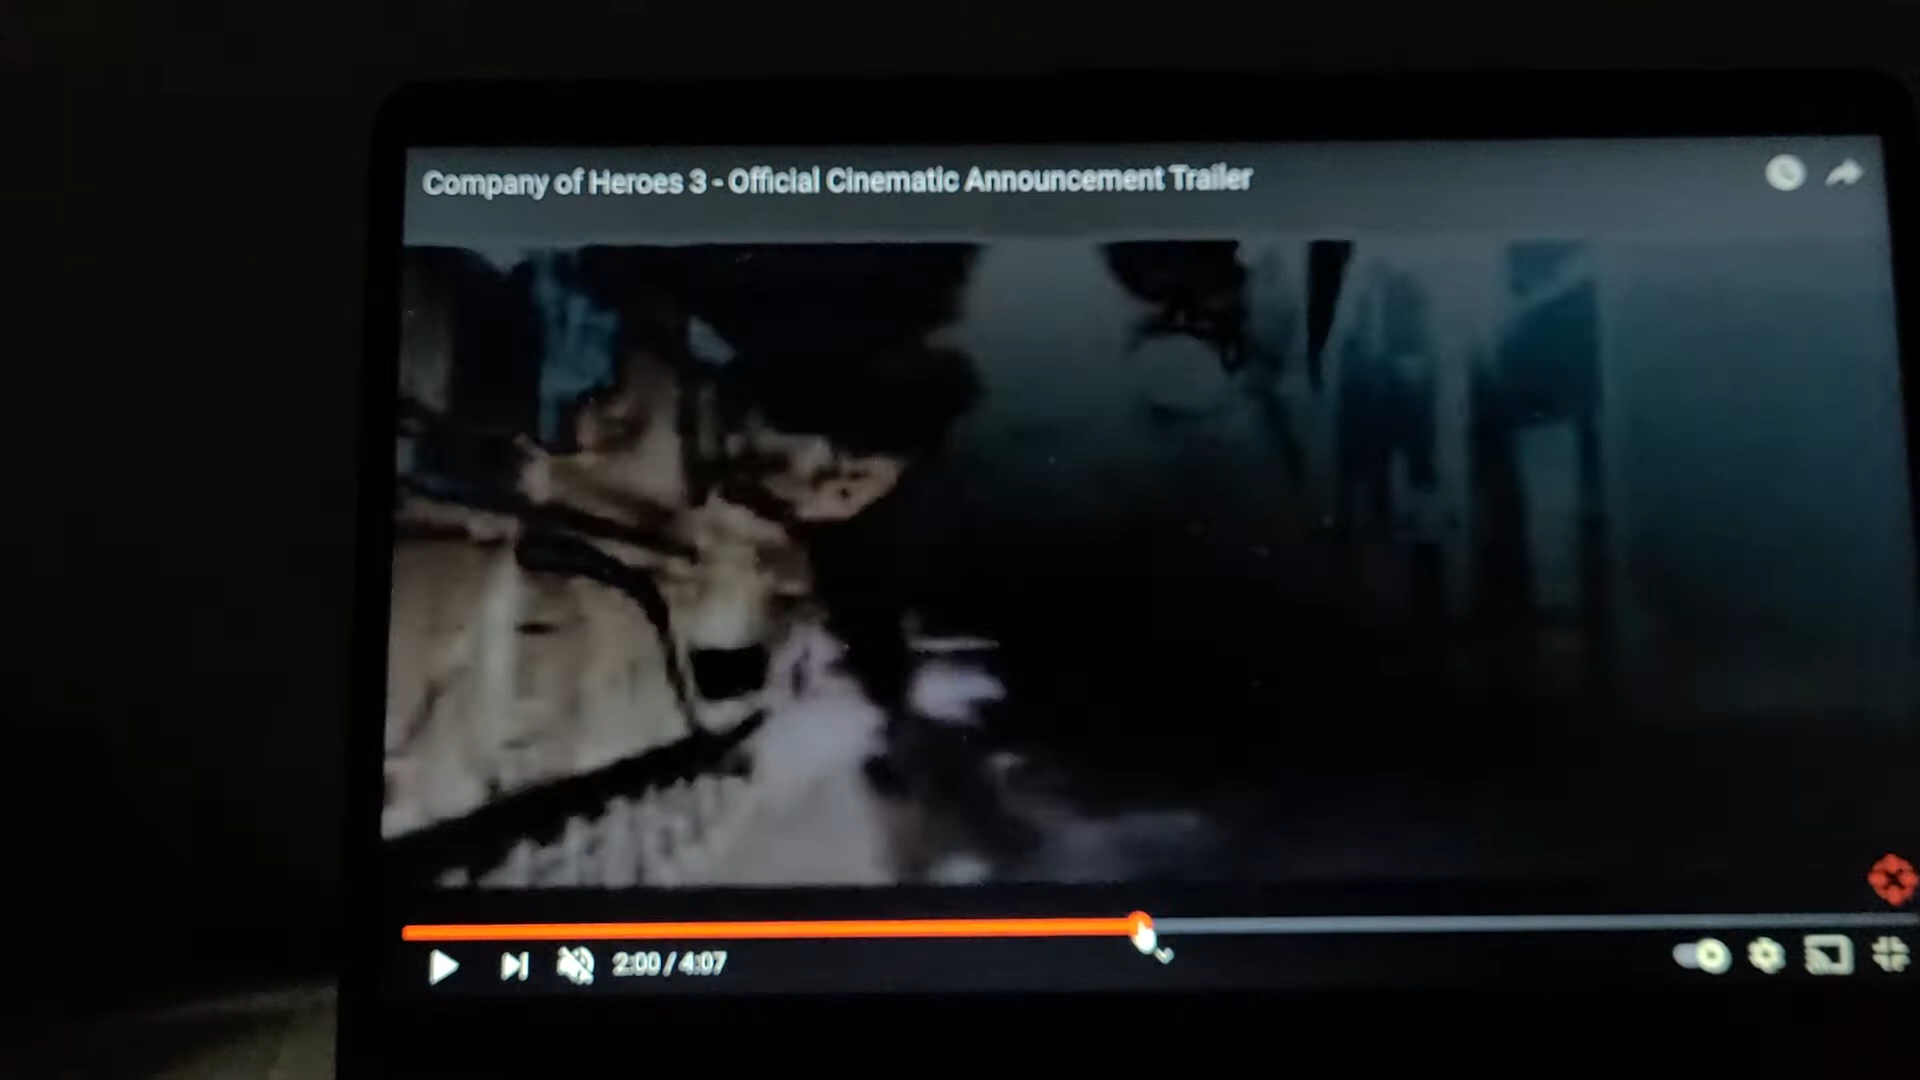 Company of Heroes 3 - Official Cinematic Announcement Trailer
2:00 / 4:07